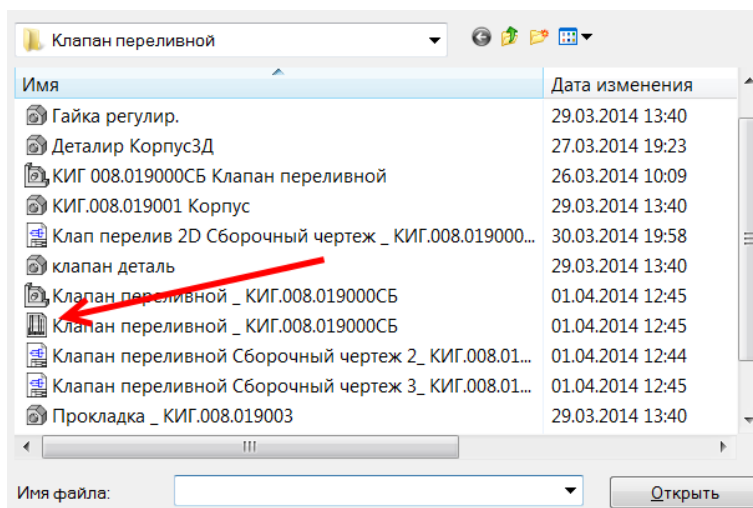 Клапан переливной
Имя Дата изменения
Гайка регулир. 29.03.2014 13:40
Деталир Корпус3Д 27.03.2014 19:23
КИГ 008.019000СБ Клапан переливной 26.03.2014 10:09
КИГ.008.019001 Корпус 29.03.2014 13:40
Клап перелив 2D Сборочный чертеж _ КИГ.008.019000... 30.03.2014 19:58
клапан деталь 29.03.2014 13:40
Клапан переливной _ КИГ.008.019000СБ 01.04.2014 12:45
Клапан переливной _ КИГ.008.019000СБ 01.04.2014 12:45
Клапан переливной Сборочный чертеж 2_ КИГ.008.01... 01.04.2014 12:44
Клапан переливной Сборочный чертеж 3_ КИГ.008.01... 01.04.2014 12:45
Прокладка _ КИГ.008.019003 29.03.2014 13:40
Имя файла: Открыть